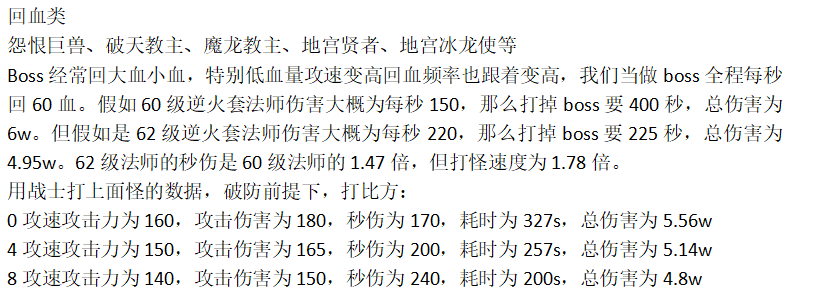 回血类
怨恨巨兽、破天教主、魔龙教主、地宫贤者、地宫冰龙使等
Boss 经常回大血小血，特别低血量攻速变高回血频率也跟着变高，我们当做 boss 全程每秒
回 60 血。假如 60 级逆火套法师伤害大概为每秒 150，那么打掉 boss 要 400 秒，总伤害为
6w。但假如是 62 级逆火套法师伤害大概为每秒 220，那么打掉 boss 要 225 秒，总伤害为
4.95w。62 级法师的秒伤是 60 级法师的 1.47 倍，但打怪速度为 1.78 倍。
用战士打上面怪的数据，破防前提下，打比方：
0 攻速攻击力为 160，攻击伤害为 180，秒伤为 170，耗时为 327s，总伤害为 5.56w
4 攻速攻击力为 150，攻击伤害为 165，秒伤为 200，耗时为 257s，总伤害为 5.14w
8 攻速攻击力为 140，攻击伤害为 150，秒伤为 240，耗时为 200s，总伤害为 4.8w